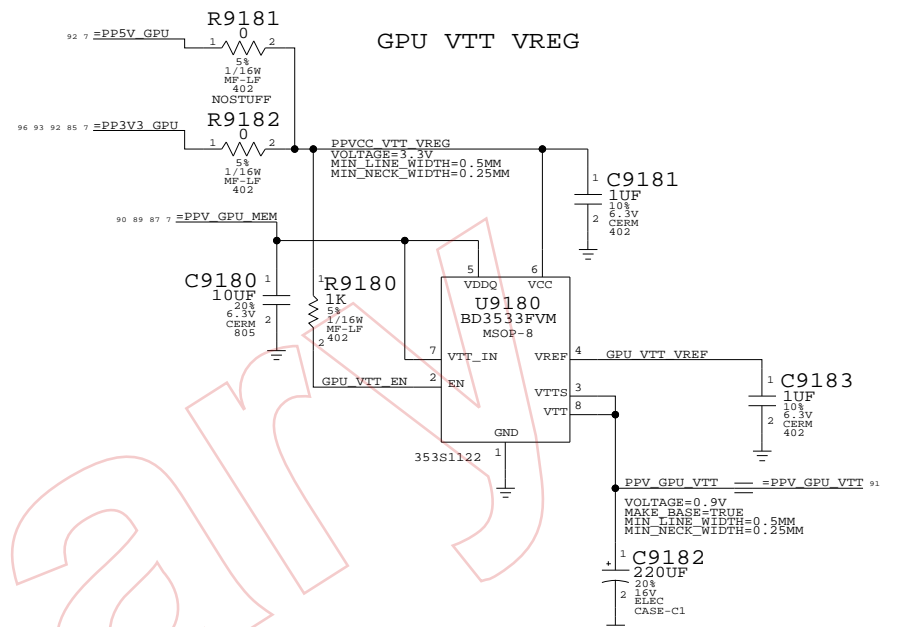 GPU VTT VREG
R9181
0
92 7 =PP5V_GPU
1 2
5%
1/16W
MF-LF
402
NOSTUFF
R9182
0
96 93 92 85 7 =PP3V3_GPU
1 2
5%
1/16W
MF-LF
402
PPVCC_VTT_VREG
VOLTAGE=3.3V
MIN_LINE_WIDTH=0.5MM
MIN_NECK_WIDTH=0.25MM
1
C9181
1UF
10%
6.3V
CERM
402
2
90 89 87 7 =PPV_GPU_MEM
C9180
1
10UF
20%
6.3V
CERM
805
2
1
R9180
1K
5%
1/16W
MF-LF
402
2
5 6
VDDQ VCC
U9180
BD3533FVM
MSOP-8
7 VTT_IN
VREF 4
GPU_VTT_VREF
GPU_VTT_EN
2 EN
VTTS 3
VTT 8
GND
1
353S1122
1
C9183
1UF
10%
6.3V
CERM
402
2
PPV_GPU_VTT =PPV_GPU_VTT 91
VOLTAGE=0.9V
MAKE_BASE=TRUE
MIN_LINE_WIDTH=0.5MM
MIN_NECK_WIDTH=0.25MM
1
+
C9182
220UF
20%
16V
ELEC
CASE-C1
2
ary